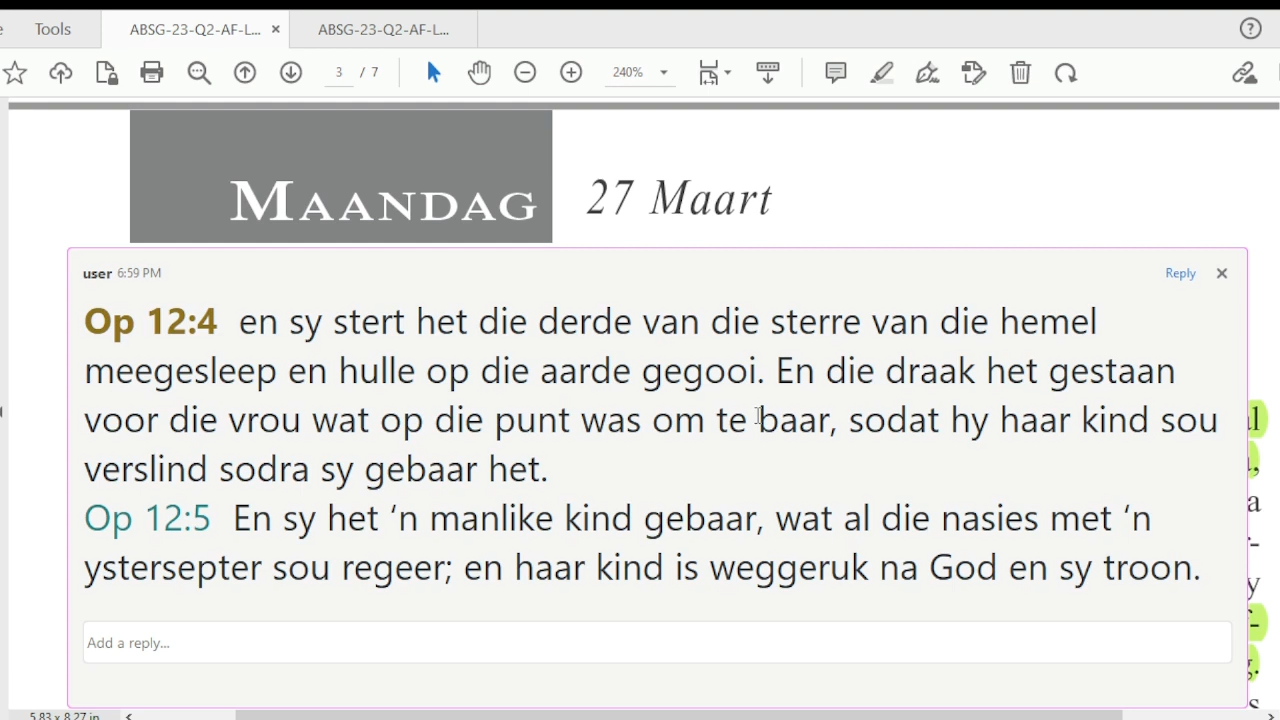 Tools
ABSG-23-Q2-AF-L... ×
ABSG-23-Q2-AF-L...
3 / 7
240%
MAANDAG 27 Maart
user 6:59 PM
Reply
Op 12:4 en sy stert het die derde van die sterre van die hemel
meegesleep en hulle op die aarde gegooi. En die draak het gestaan
voor die vrou wat op die punt was om te baar, sodat hy haar kind sou
verslind sodra sy gebaar het.
Op 12:5 En sy het ‘n manlike kind gebaar, wat al die nasies met ‘n
ystersepter sou regeer; en haar kind is weggeruk na God en sy troon.
Add a reply...
5.83 x 8.27 in